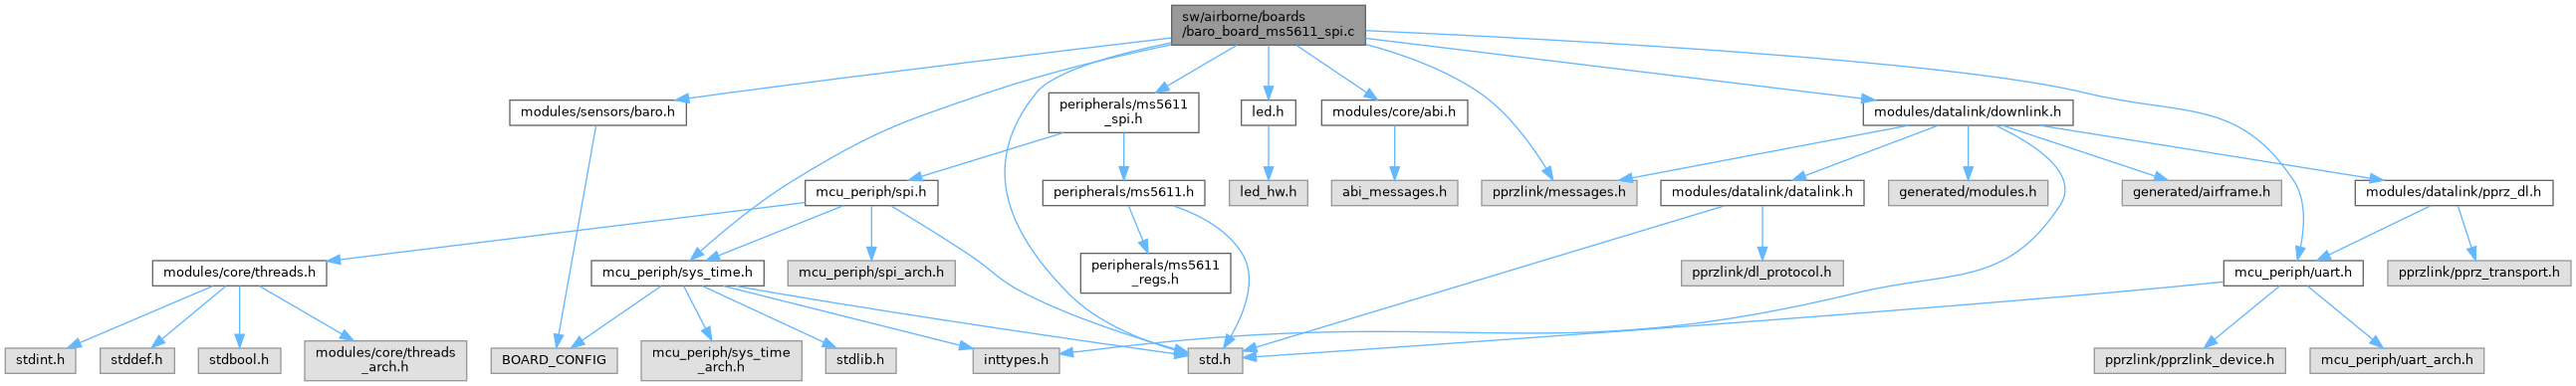 sw/airborne/boards
/baro_board_ms5611_spi.c
modules/sensors/baro.h
peripherals/ms5611
_spi.h
led.h
modules/core/abi.h
modules/datalink/downlink.h
mcu_periph/spi.h
peripherals/ms5611.h
led_hw.h
abi_messages.h
pprzlink/messages.h
modules/datalink/datalink.h
generated/modules.h
generated/airframe.h
modules/datalink/pprz_dl.h
modules/core/threads.h
mcu_periph/sys_time.h
mcu_periph/spi_arch.h
peripherals/ms5611
_regs.h
pprzlink/dl_protocol.h
mcu_periph/uart.h
pprzlink/pprz_transport.h
stdint.h
stddef.h
stdbool.h
modules/core/threads
_arch.h
BOARD_CONFIG
mcu_periph/sys_time
_arch.h
stdlib.h
inttypes.h
std.h
pprzlink/pprzlink_device.h
mcu_periph/uart_arch.h